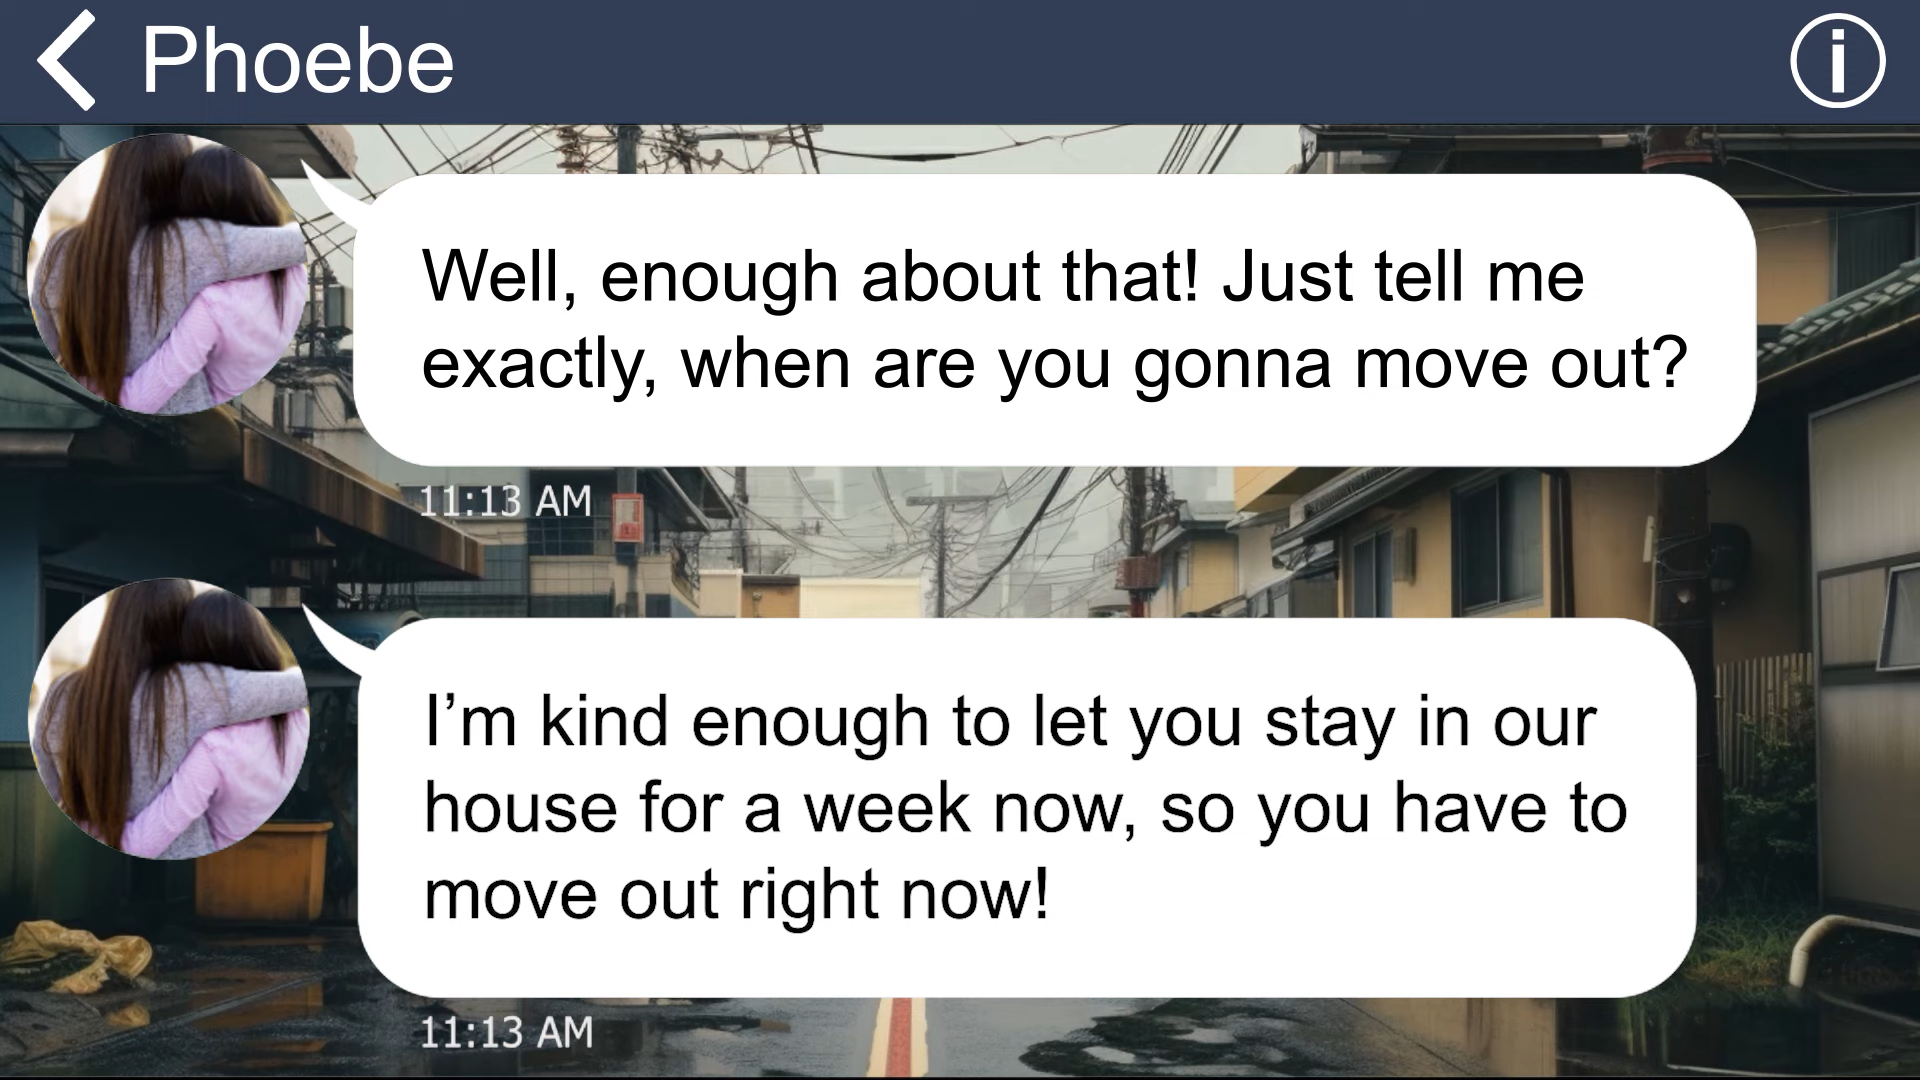 Phoebe
Well, enough about that! Just tell me
exactly, when are you gonna move out?
11:13 AM
I’m kind enough to let you stay in our
house for a week now, so you have to
move out right now!
11:13 AM